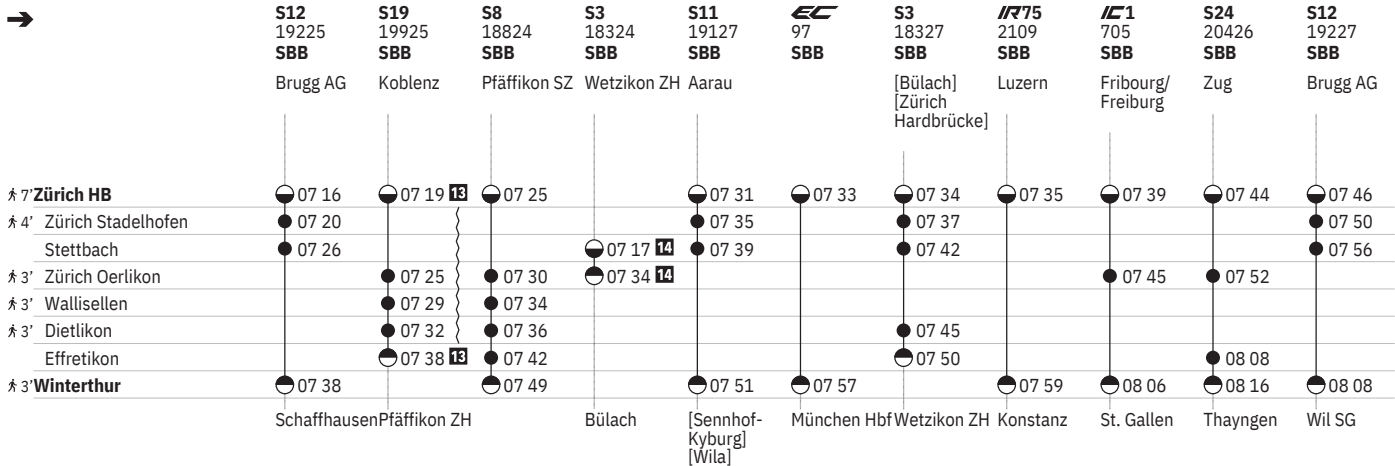 S12 S19 S8 S3 S11 EC S3 IR75 IC1 S24 S12
19225 19925 18824 18324 19127 97 18327 2109 705 20426 19227
SBB SBB SBB SBB SBB SBB SBB SBB SBB SBB SBB
Brugg AG Koblenz Pfäffikon SZ Wetzikon ZH Aarau [Bülach] Luzern Fribourg/ Zug Brugg AG
[Zürich Freiburg
Hardbrücke]
7’ Zürich HB 07 16 07 19 13 07 25 07 31 07 33 07 34 07 35 07 39 07 44 07 46
4’ Zürich Stadelhofen 07 20 07 35 07 37 07 50
Stettbach 07 26 07 17 14 07 39 07 42 07 56
3’ Zürich Oerlikon 07 25 07 30 07 34 14 07 45 07 52
3’ Wallisellen 07 29 07 34
3’ Dietlikon 07 32 07 36 07 45
Effretikon 07 38 13 07 42 07 50 08 08
3’ Winterthur 07 38 07 49 07 51 07 57 07 59 08 06 08 16 08 08
Schaffhausen Pfäffikon ZH Bülach [Sennhof- München Hbf Wetzikon ZH Konstanz St. Gallen Thayngen Wil SG
Kyburg]
[Wila]